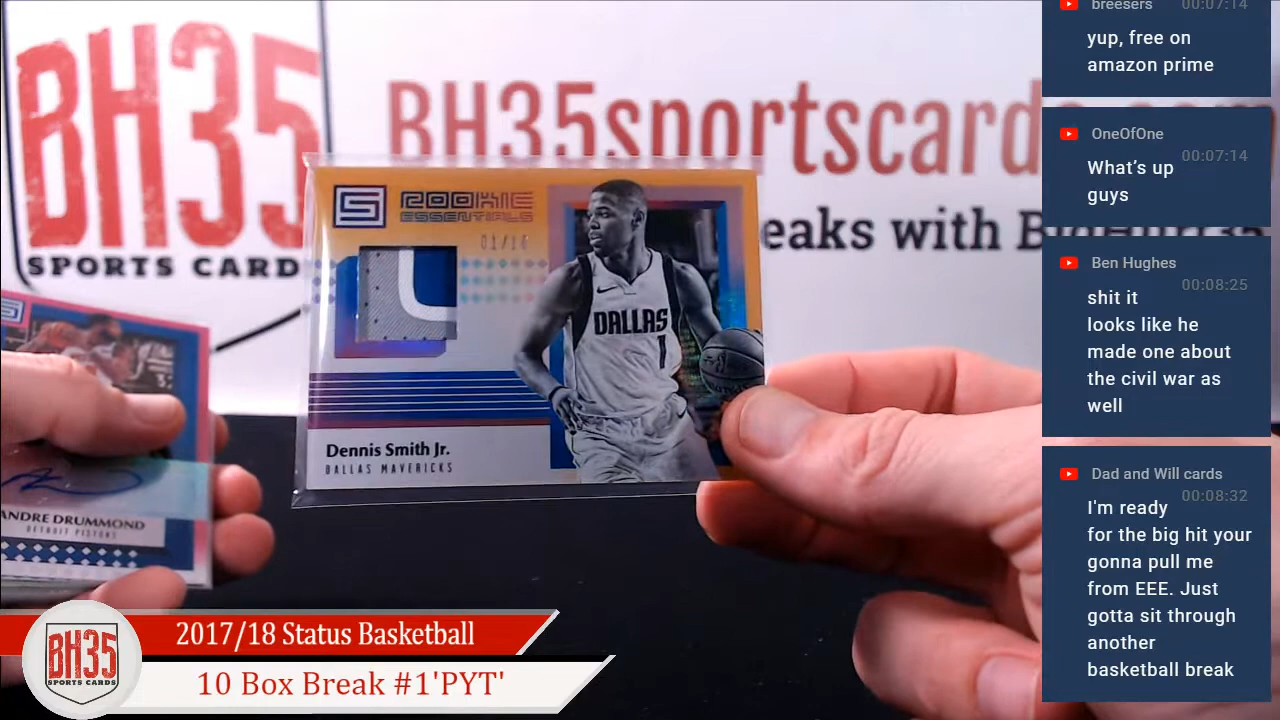 BH35
SPORTS CARD
BH35sportscard
eaks with
ROOKIE
ESSENTIALS
DALLAS
1
Dennis Smith Jr.
DALLAS MAVERICKS
ANDRE DRUMMOND
DETROIT PISTONS
2017/18 Status Basketball
10 Box Break #1'PYT'
BH35
SPORTS CARDS
breesers 00:07:14
yup, free on
amazon prime
OneOfOne
00:07:14
What's up
guys
Ben Hughes
00:08:25
shit it
looks like he
made one about
the civil war as
well
Dad and Will cards
00:08:32
I'm ready
for the big hit your
gonna pull me
from EEE. Just
gotta sit through
another
basketball break